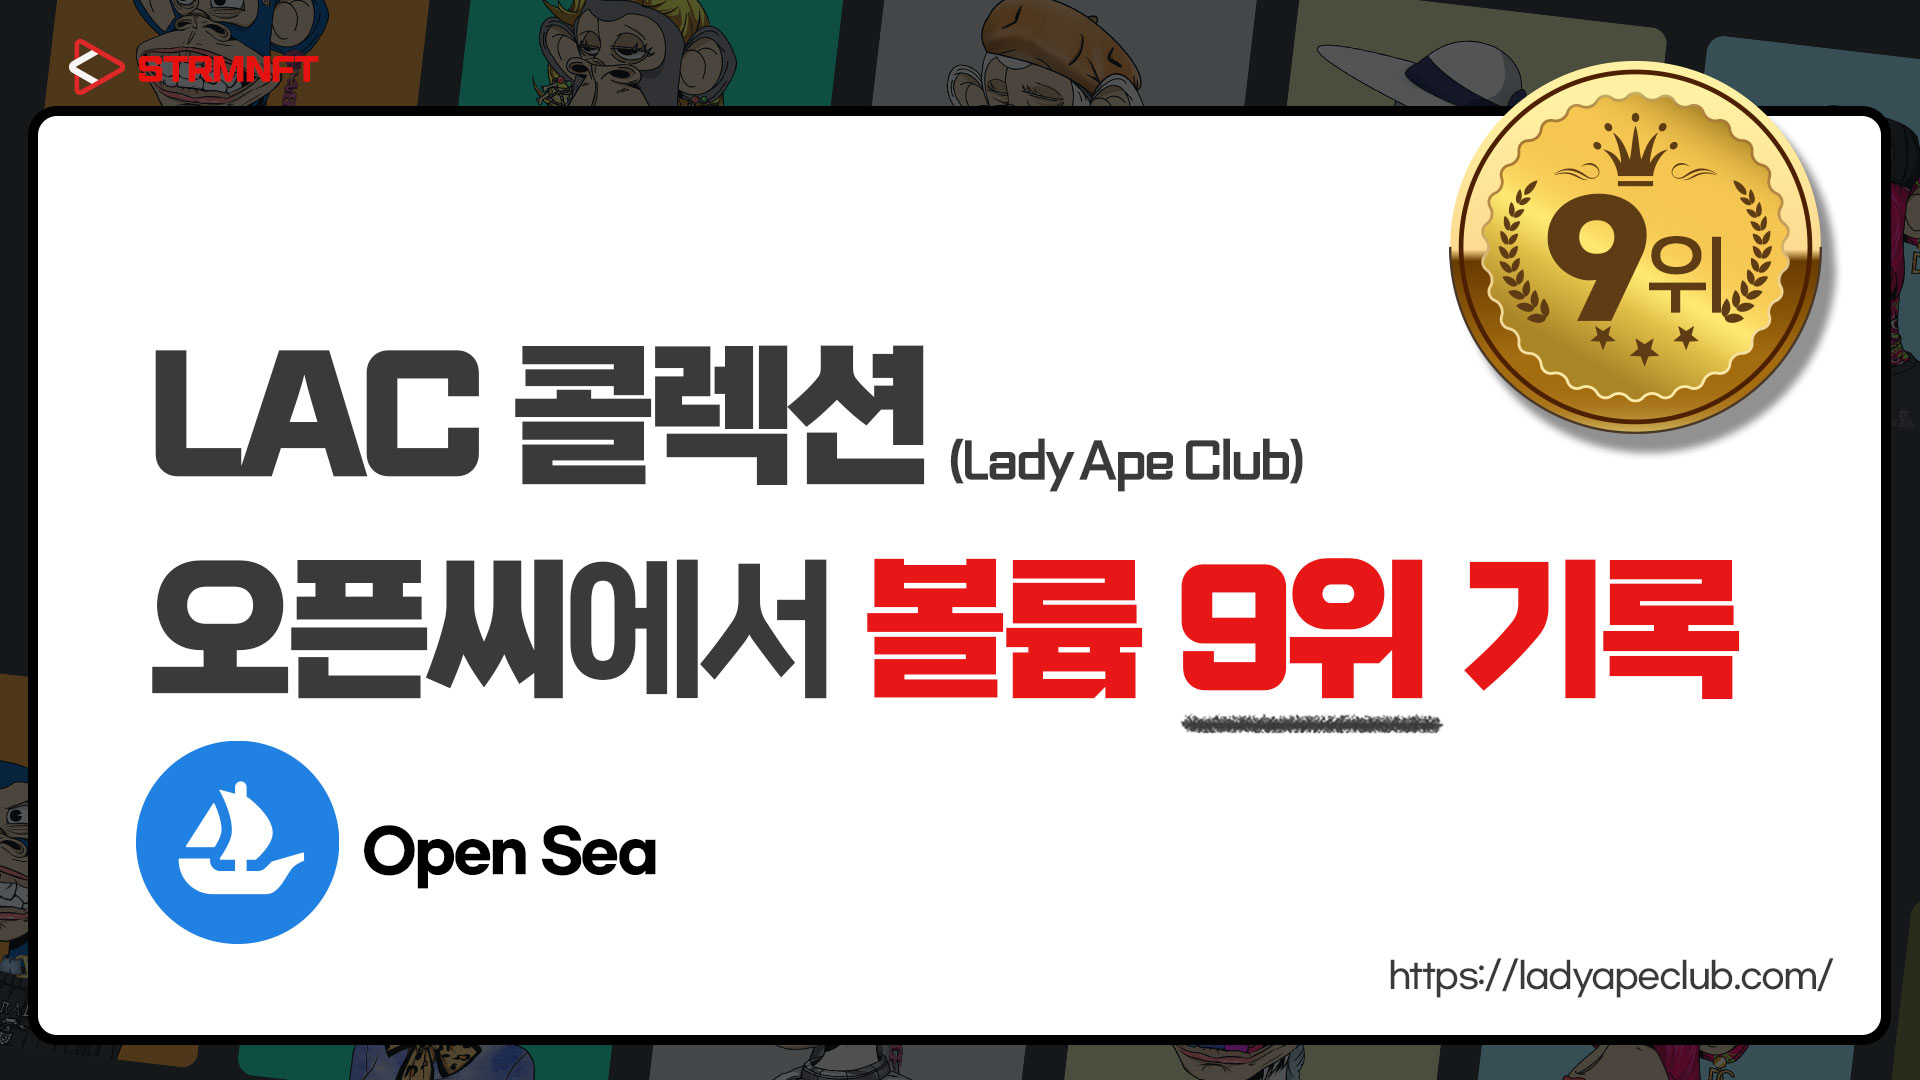 STRMNFT
9위
LAC 콜렉션 (Lady Ape Club)
오픈씨에서 볼륨 9위 기록
Open Sea
https://ladyapeclub.com/